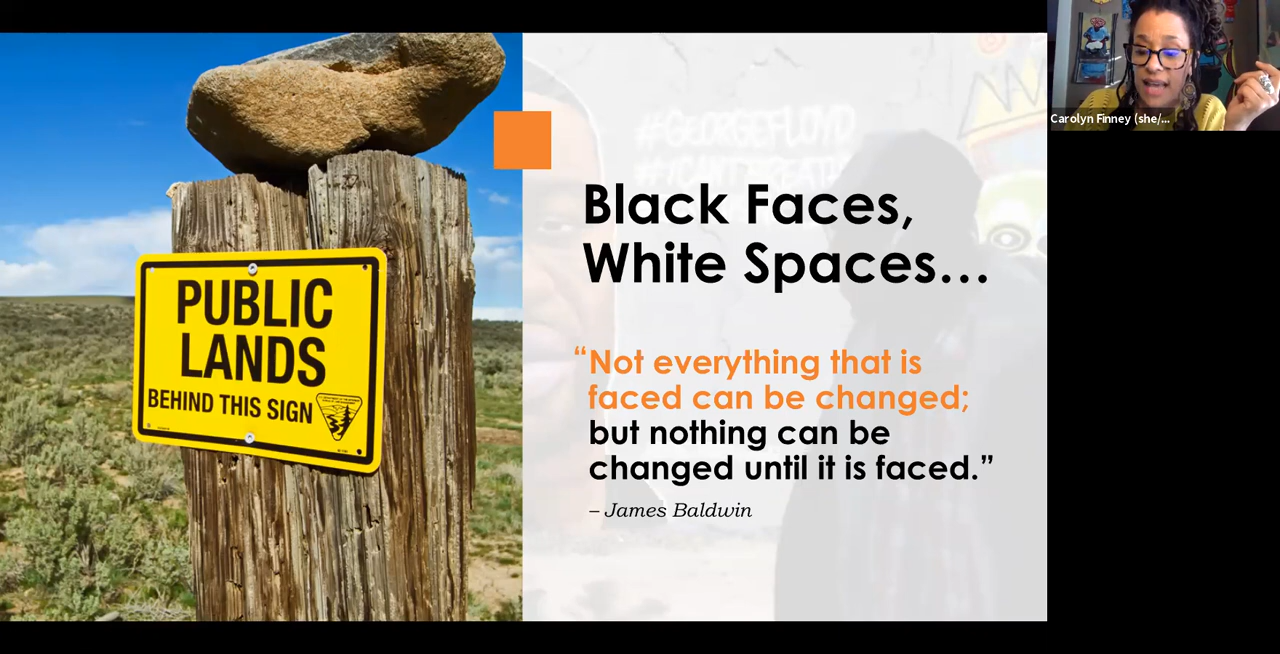 Carolyn Finney (she/...
PUBLIC
LANDS
BEHIND THIS SIGN
#GEORGEFLOYD
Black Faces,
White Spaces...
“Not everything that is
faced can be changed;
but nothing can be
changed until it is faced.”
– James Baldwin